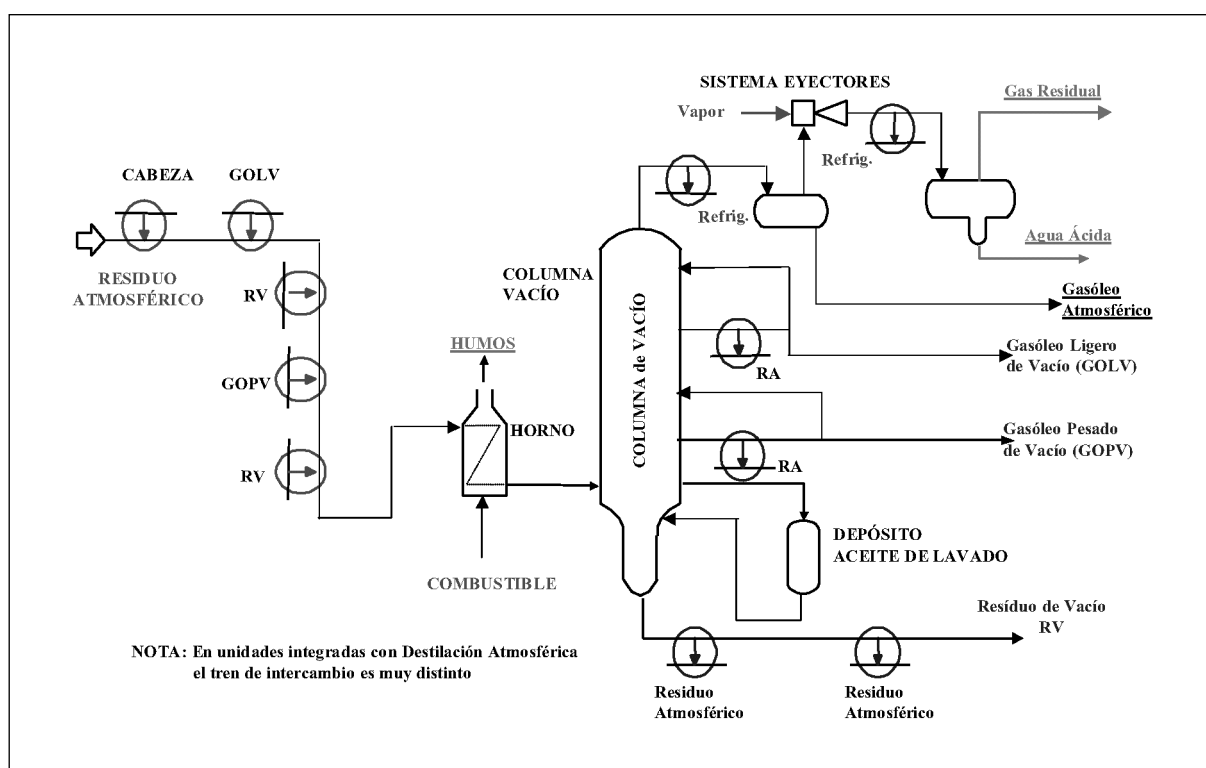 SISTEMA EYECTORES
Gas Residual
Vapor
Refrig.
CABEZA
GOLV
Refrig.
Agua Ácida
RESIDUO
ATMOSFÉRICO
RV
COLUMNA
VACÍO
COLUMNA de VACÍO
Gasóleo
Atmosférico
HUMOS
RA
Gasóleo Ligero
de Vacío (GOLV)
GOPV
HORNO
Gasóleo Pesado
de Vacío (GOPV)
RV
RA
DEPÓSITO
ACEITE DE LAVADO
COMBUSTIBLE
Resíduo de Vacío
RV
NOTA: En unidades integradas con Destilación Atmosférica
el tren de intercambio es muy distinto
Residuo
Atmosférico
Residuo
Atmosférico